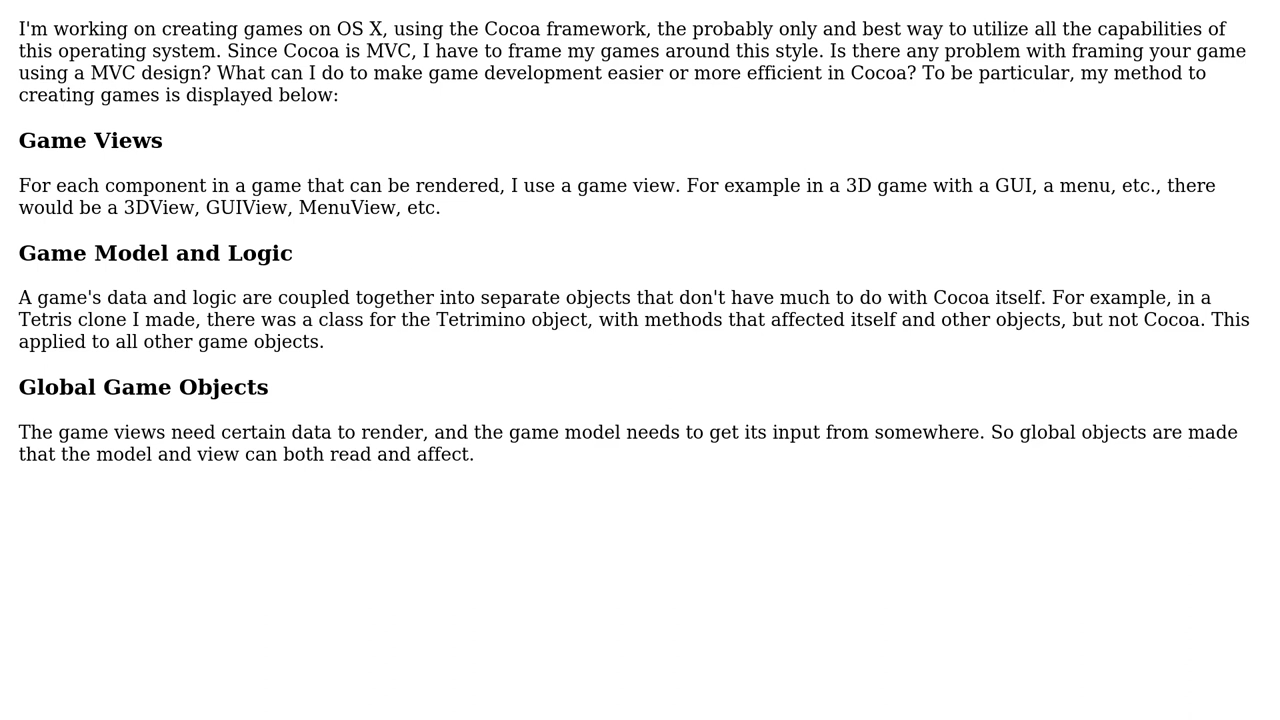 I'm working on creating games on OS X, using the Cocoa framework, the probably only and best way to utilize all the capabilities of
this operating system. Since Cocoa is MVC, I have to frame my games around this style. Is there any problem with framing your game
using a MVC design? What can I do to make game development easier or more efficient in Cocoa? To be particular, my method to
creating games is displayed below:
Game Views
For each component in a game that can be rendered, I use a game view. For example in a 3D game with a GUI, a menu, etc., there
would be a 3DView, GUIView, MenuView, etc.
Game Model and Logic
A game's data and logic are coupled together into separate objects that don't have much to do with Cocoa itself. For example, in a
Tetris clone I made, there was a class for the Tetrimino object, with methods that affected itself and other objects, but not Cocoa. This
applied to all other game objects.
Global Game Objects
The game views need certain data to render, and the game model needs to get its input from somewhere. So global objects are made
that the model and view can both read and affect.